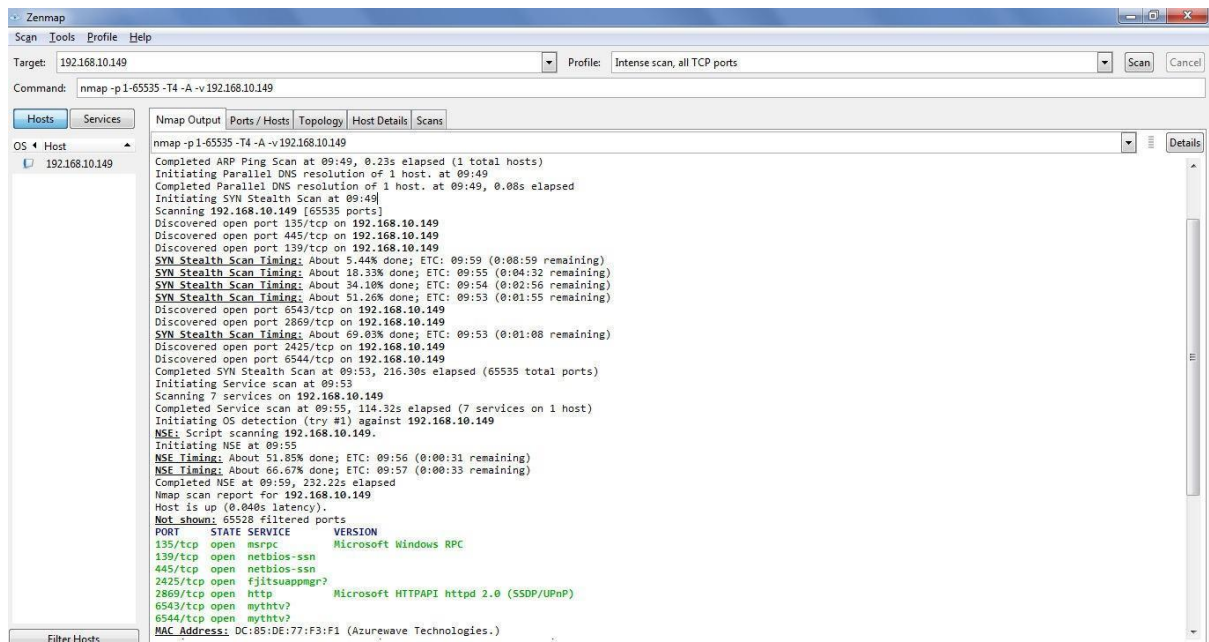 Zenmap
Scan Tools Profile Help
Target: 192.168.10.149 Profile: Intense scan, all TCP ports Scan Cancel
Command: nmap -p 1-65535 -T4 -A -v 192.168.10.149
Hosts Services Nmap Output Ports / Hosts Topology Host Details Scans
OS Host
192.168.10.149
nmap -p 1-65535 -T4 -A -v 192.168.10.149 Details
Completed ARP Ping Scan at 09:49, 0.23s elapsed (1 total hosts)
Initiating Parallel DNS resolution of 1 host. at 09:49
Completed Parallel DNS resolution of 1 host. at 09:49, 0.08s elapsed
Initiating SYN Stealth Scan at 09:49
Scanning 192.168.10.149 [65535 ports]
Discovered open port 135/tcp on 192.168.10.149
Discovered open port 445/tcp on 192.168.10.149
Discovered open port 139/tcp on 192.168.10.149
SYN Stealth Scan Timing: About 5.44% done; ETC: 09:59 (0:08:59 remaining)
SYN Stealth Scan Timing: About 18.33% done; ETC: 09:55 (0:04:32 remaining)
SYN Stealth Scan Timing: About 34.10% done; ETC: 09:54 (0:02:56 remaining)
SYN Stealth Scan Timing: About 51.26% done; ETC: 09:53 (0:01:55 remaining)
Discovered open port 6543/tcp on 192.168.10.149
Discovered open port 2869/tcp on 192.168.10.149
SYN Stealth Scan Timing: About 69.03% done; ETC: 09:53 (0:01:08 remaining)
Discovered open port 2425/tcp on 192.168.10.149
Discovered open port 6544/tcp on 192.168.10.149
Completed SYN Stealth Scan at 09:53, 216.30s elapsed (65535 total ports)
Initiating Service scan at 09:53
Scanning 7 services on 192.168.10.149
Completed Service scan at 09:55, 114.32s elapsed (7 services on 1 host)
Initiating OS detection (try #1) against 192.168.10.149
NSE: Script scanning 192.168.10.149.
Initiating NSE at 09:55
NSE Timing: About 51.85% done; ETC: 09:56 (0:00:31 remaining)
NSE Timing: About 66.67% done; ETC: 09:57 (0:00:33 remaining)
Completed NSE at 09:59, 232.22s elapsed
Nmap scan report for 192.168.10.149
Host is up (0.040s latency).
Not shown: 65528 filtered ports
PORT STATE SERVICE VERSION
135/tcp open msrpc Microsoft Windows RPC
139/tcp open netbios-ssn
445/tcp open netbios-ssn
2425/tcp open fjitsuappmgr?
2869/tcp open http Microsoft HTTPAPI httpd 2.0 (SSDP/UPnP)
6543/tcp open mythtv?
6544/tcp open mythtv?
MAC Address: DC:85:DE:77:F3:F1 (Azurewave Technologies.)
Filter Hosts